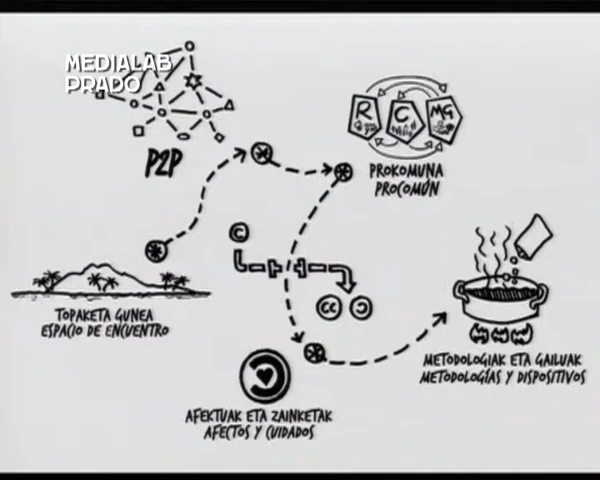 MEDIALAB
PRADO
P2P
R
C
MG
PROKOMUNA
PROCOMÚN
C
TOPAKETA GUNEA
ESPACIO DE ENCUENTRO
CC
METODOLOGIAK ETA GAILUAK
METODOLOGÍAS Y DISPOSITIVOS
AFEKTUAK ETA ZAINKETAK
AFECTOS Y CUIDADOS